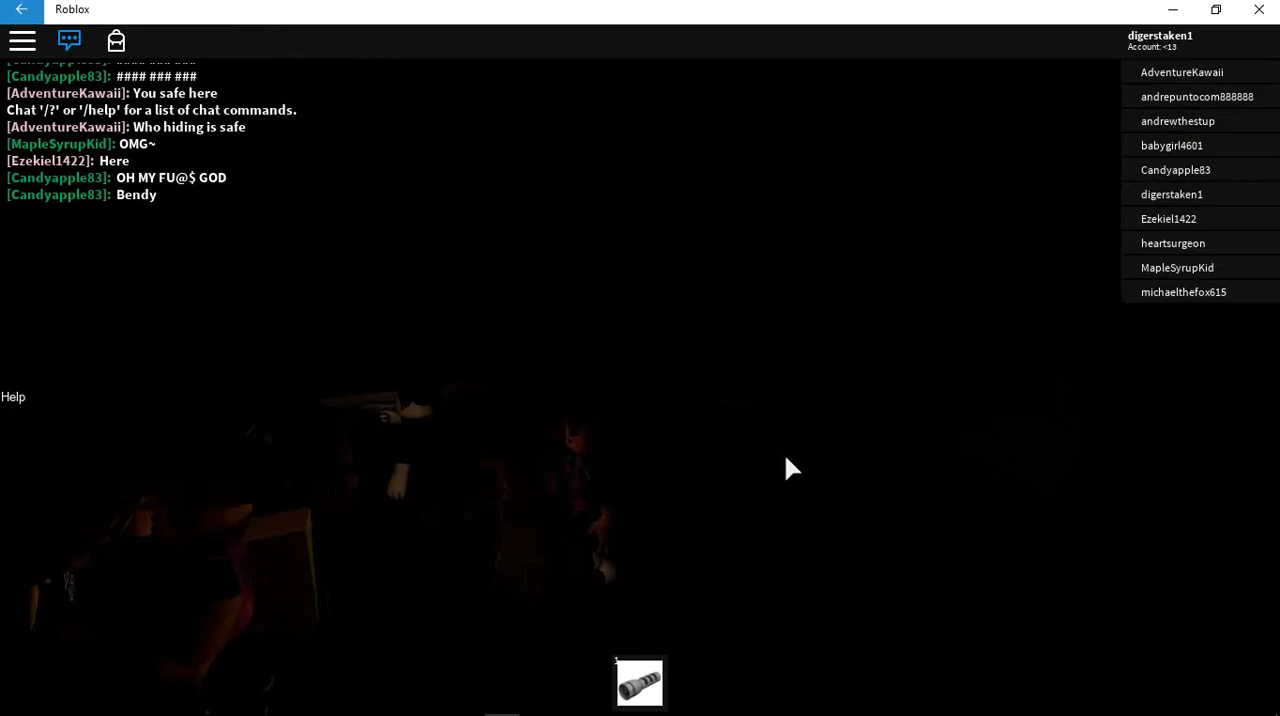 Roblox
digerstaken1
Account: <13
[Candyapple83]: #### ### ###
[AdventureKawaii]: You safe here
Chat '/?' or '/help' for a list of chat commands.
[AdventureKawaii]: Who hiding is safe
[MapleSyrupKid]: OMG~
[Ezekiel1422]: Here
[Candyapple83]: OH MY FU@$ GOD
[Candyapple83]: Bendy
AdventureKawaii
andrepuntocom888888
andrewthestup
babygirl4601
Candyapple83
digerstaken1
Ezekiel1422
heartsurgeon
MapleSyrupKid
michaelthefox615
Help
1